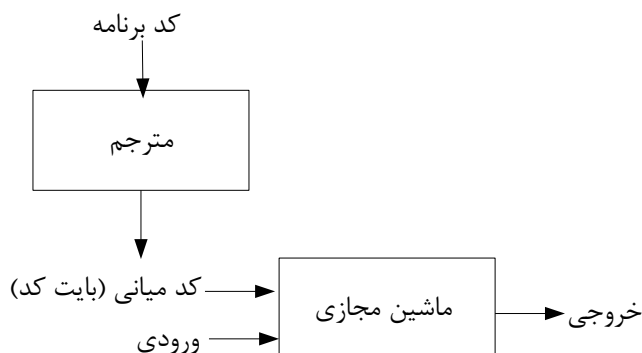 کد برنامه
مترجم
کد میانی (بایت کد)
ماشین مجازی
خروجی
ورودی